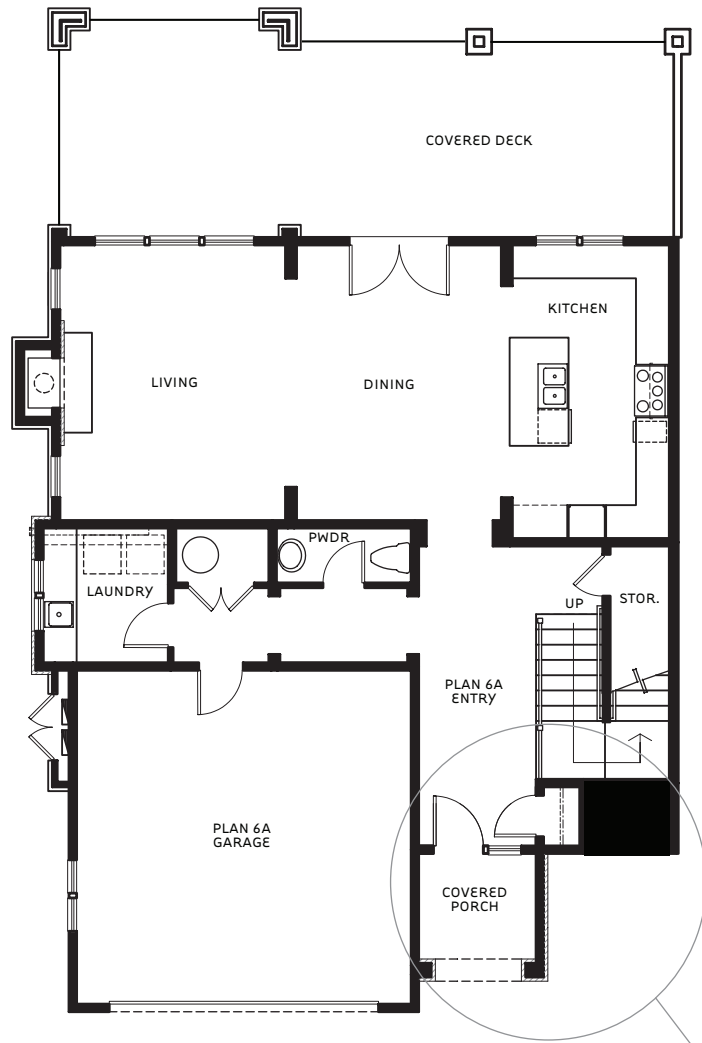 COVERED DECK
KITCHEN
LIVING
DINING
PWDR
LAUNDRY
UP
STOR.
PLAN 6A
ENTRY
PLAN 6A
GARAGE
COVERED
PORCH